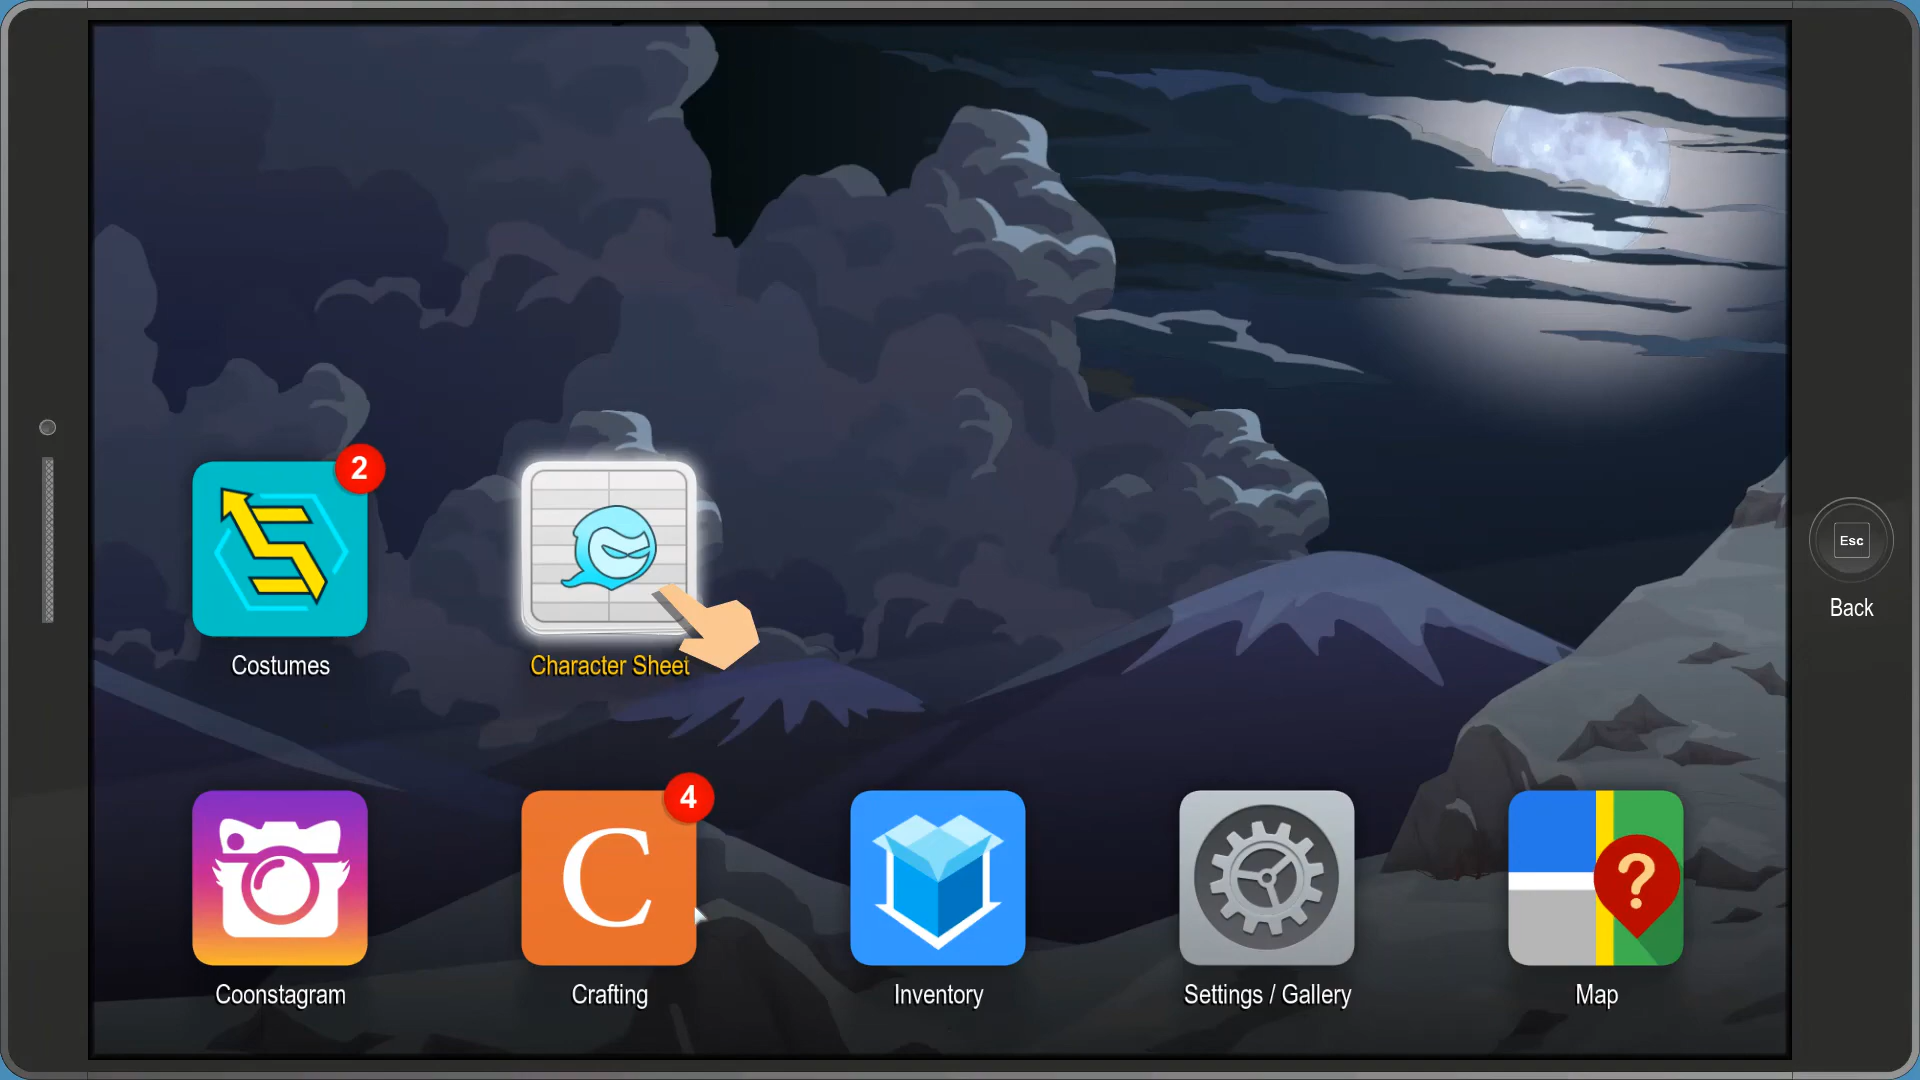 2
Costumes
Character Sheet
Esc
Back
4
C
?
Coonstagram
Crafting
Inventory
Settings / Gallery
Map